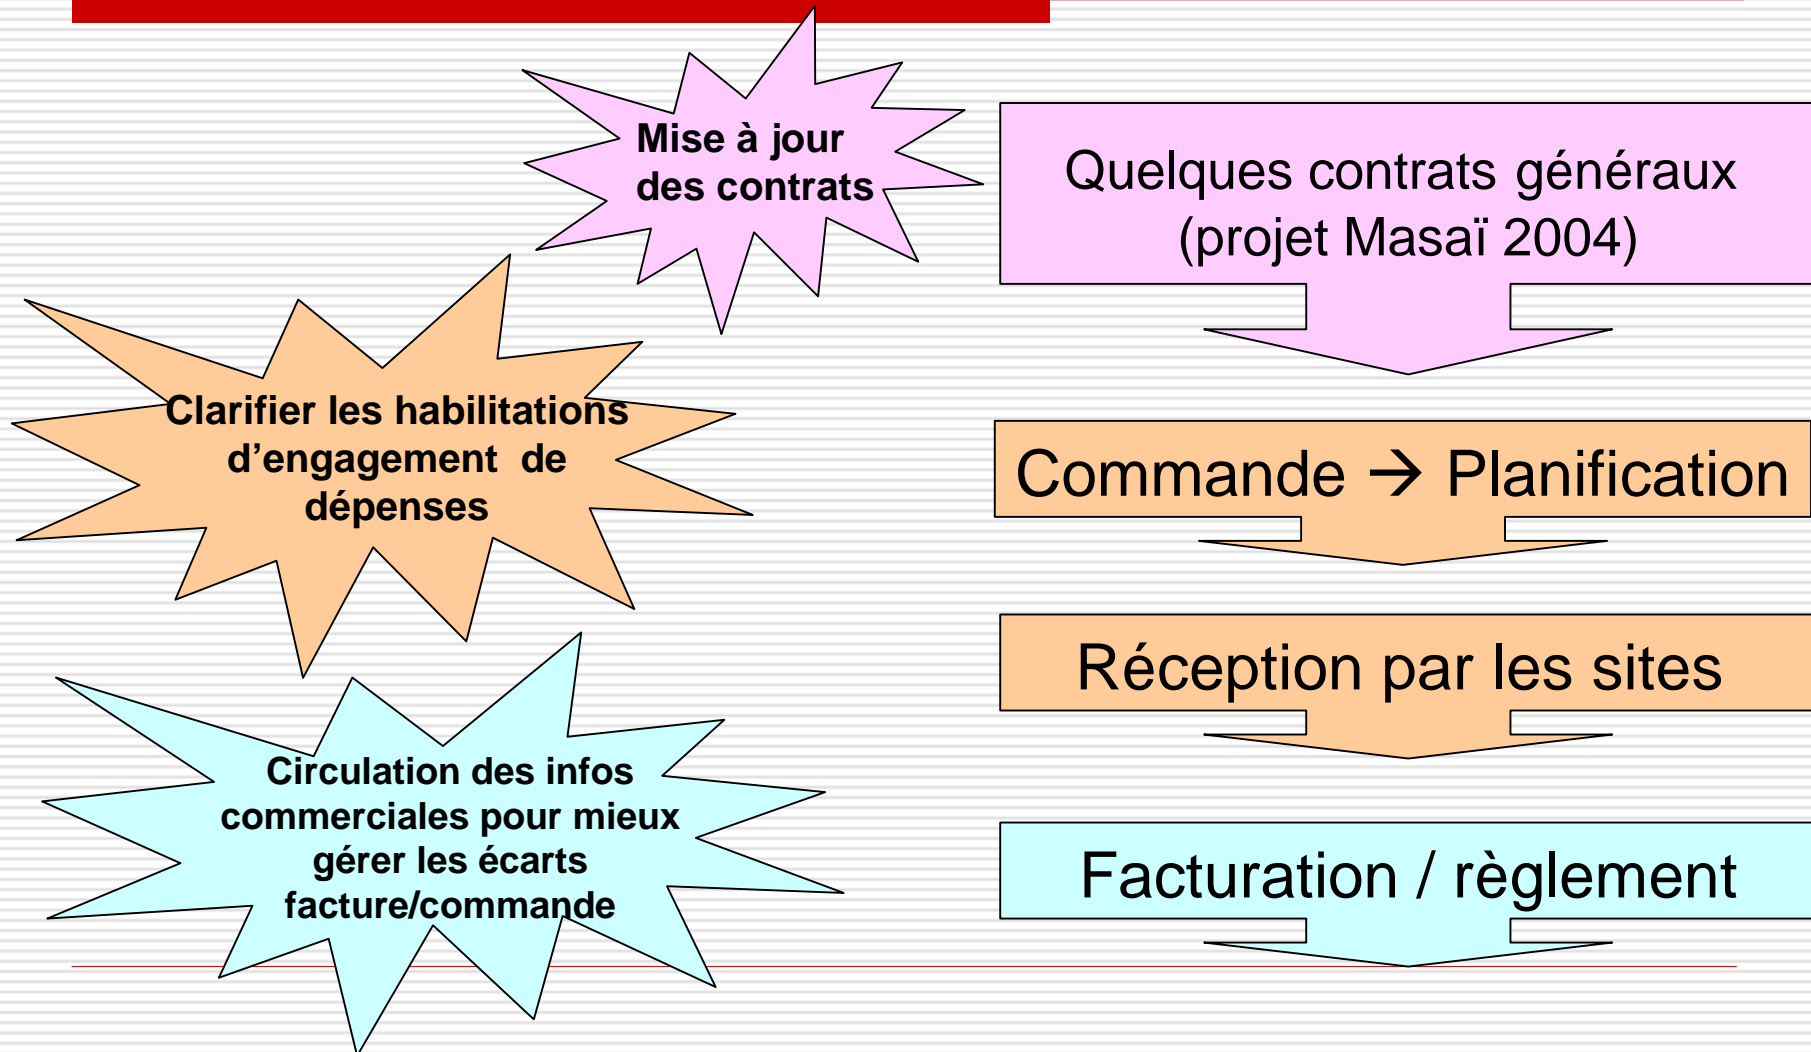 Mise à jour
des contrats
Quelques contrats généraux
(projet Masaï 2004)
Clarifier les habilitations
d’engagement  de
dépenses
Commande → Planification
Réception par les sites
Circulation des infos
commerciales pour mieux
gérer les écarts
facture/commande
Facturation / règlement